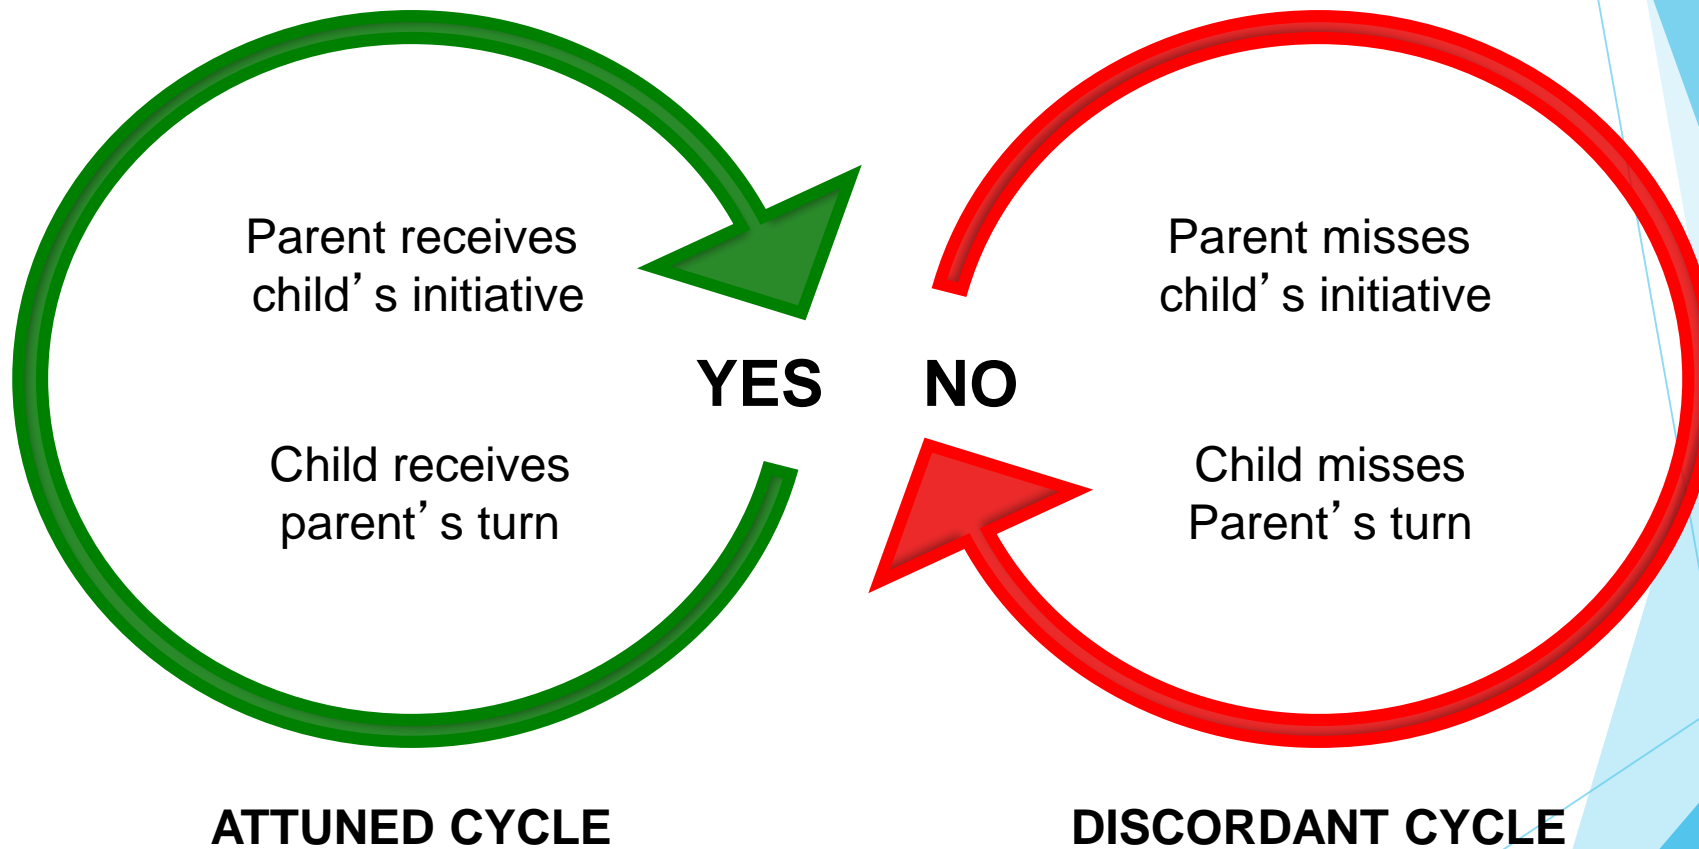 Parent receives
child’s initiative
YES
Child receives
parent’s turn
ATTUNED CYCLE
Parent misses
child’s initiative
NO
Child misses
Parent’s turn
DISCORDANT CYCLE